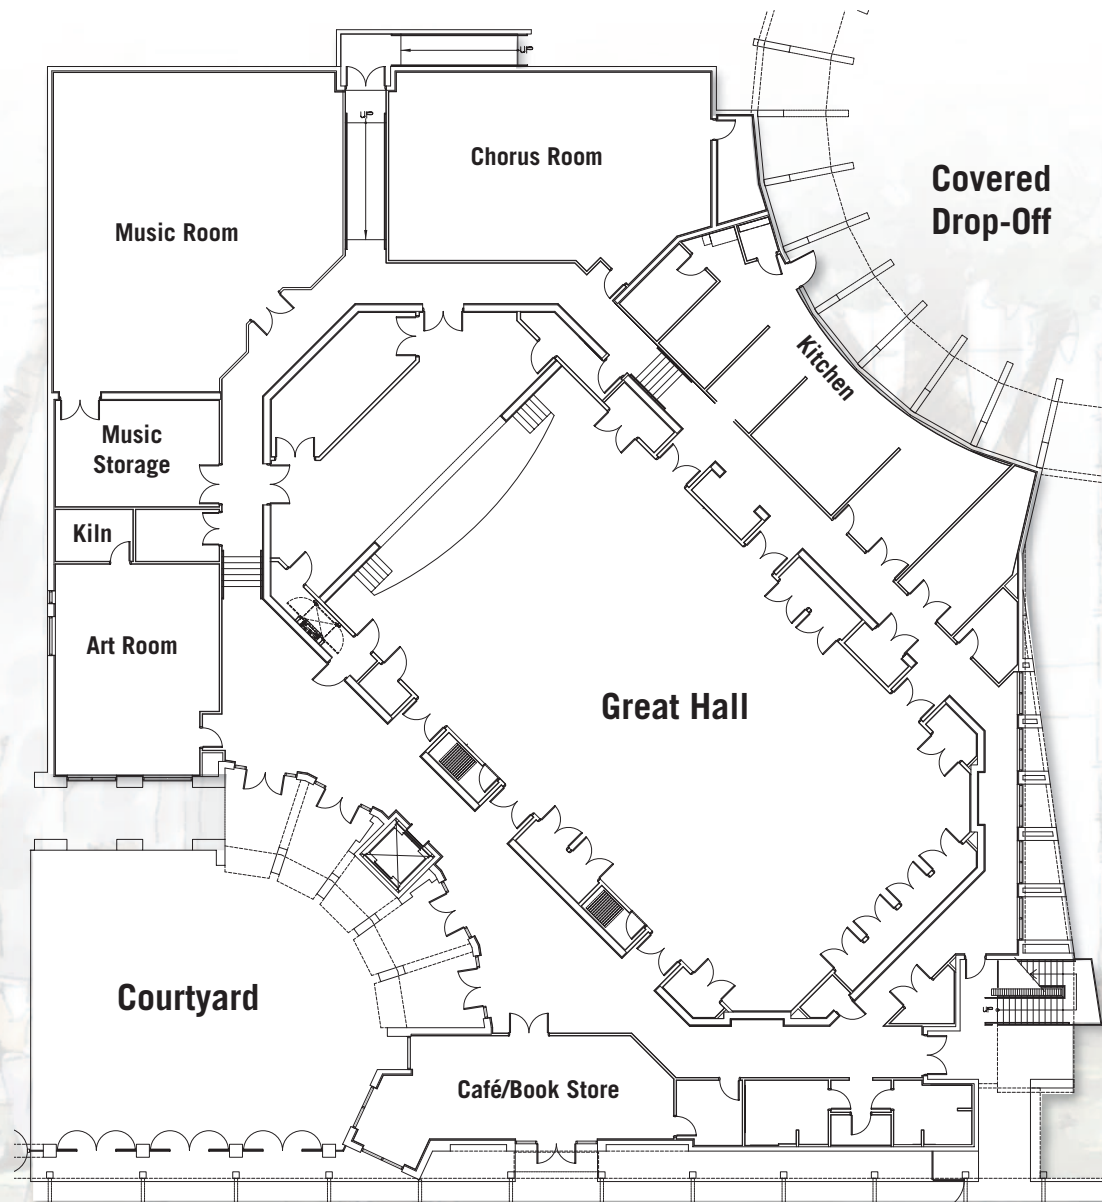 UP
UP
Chorus Room
Covered
Drop-Off
Music Room
Kitchen
Music
Storage
Kiln
Art Room
Great Hall
Courtyard
UP
Café/Book Store